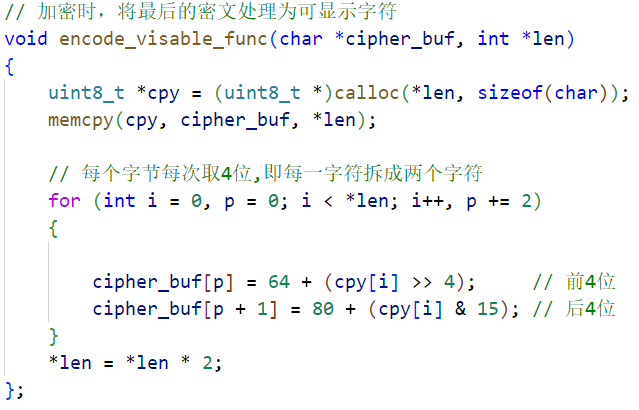 // 加密时，将最后的密文处理为可显示字符
void encode_visable_func(char *cipher_buf, int *len)
{
    uint8_t *cpy = (uint8_t *)calloc(*len, sizeof(char));
    memcpy(cpy, cipher_buf, *len);
    // 每个字节每次取4位,即每一字符拆成两个字符
    for (int i = 0, p = 0; i < *len; i++, p += 2)
    {
        cipher_buf[p] = 64 + (cpy[i] >> 4);     // 前4位
        cipher_buf[p + 1] = 80 + (cpy[i] & 15); // 后4位
    }
    *len = *len * 2;
};